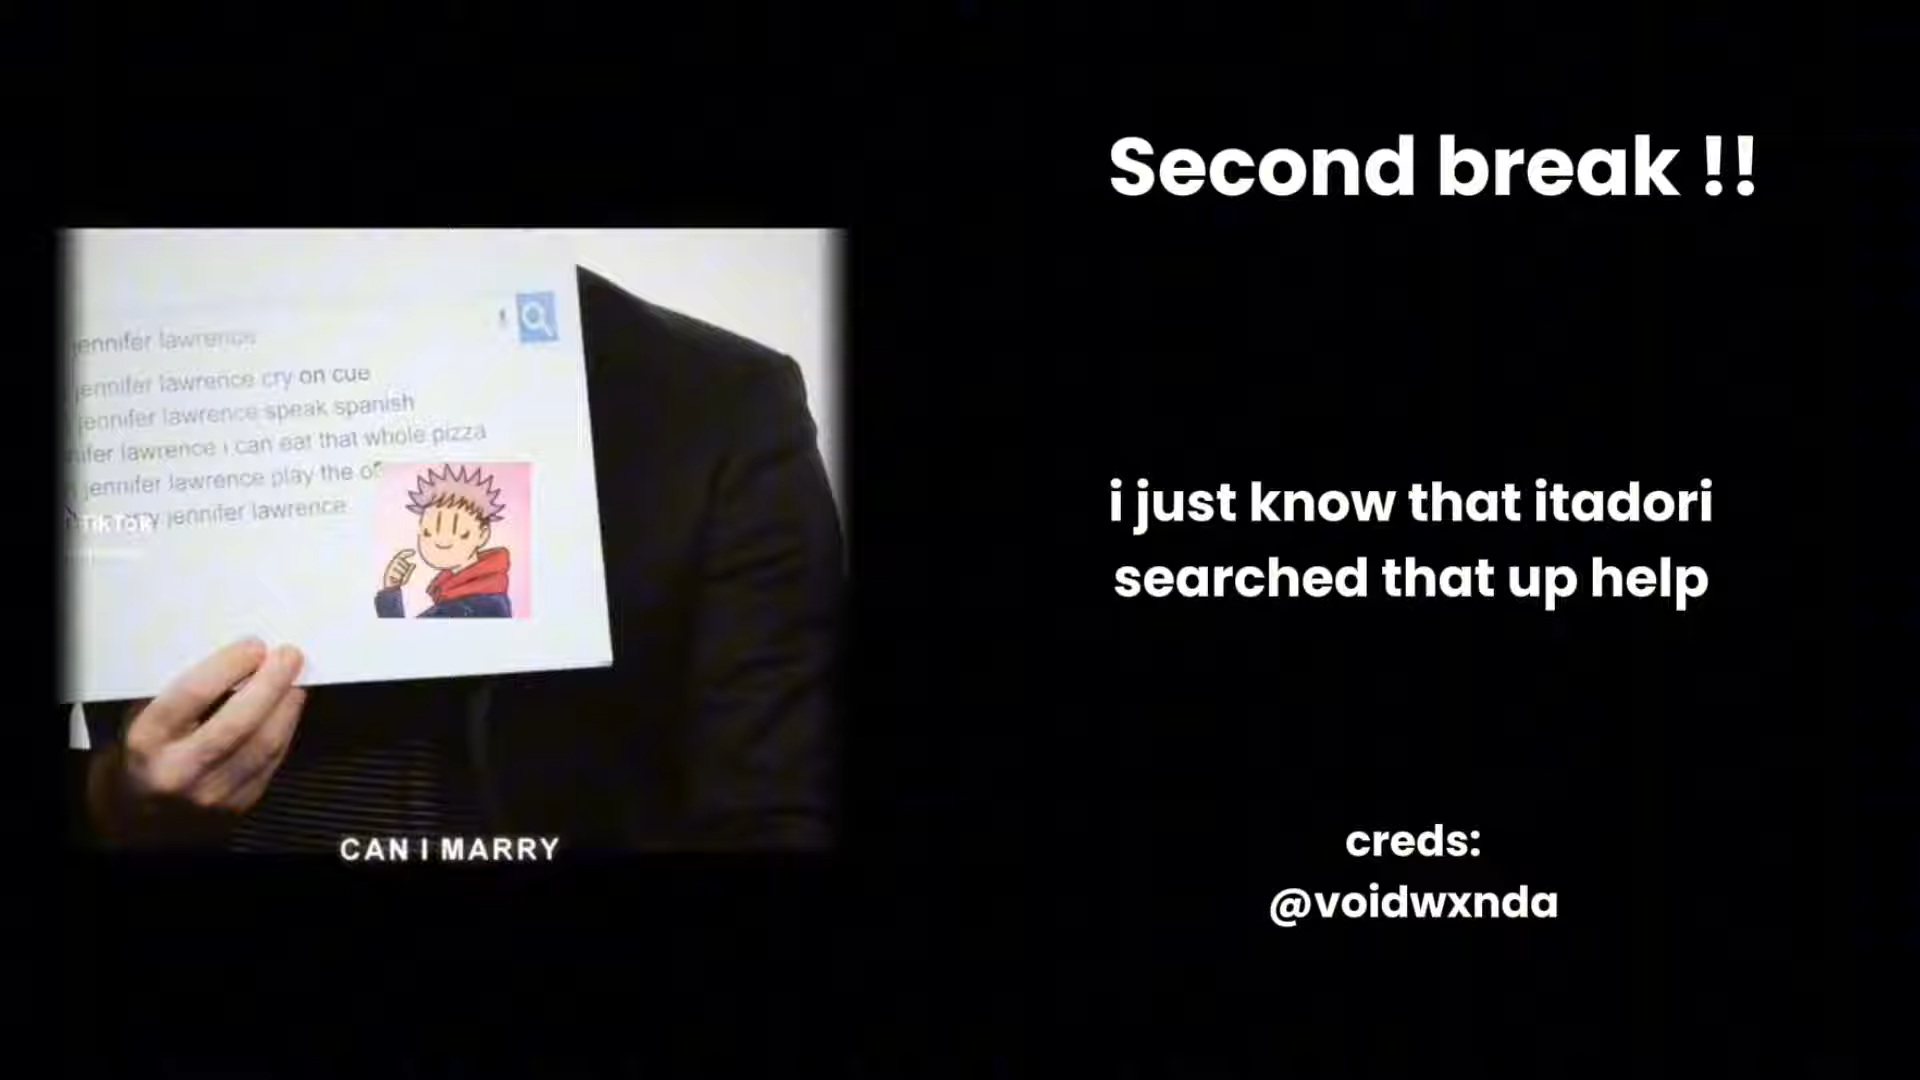 Second break !!
jennifer lawrence
jennifer lawrence cry on cue
jennifer lawrence speak spanish
lawrence i can eat that whole pizza
jennifer lawrence play the
jennifer lawrence
TikTok
i just know that itadori
searched that up help
CAN I MARRY
creds:
@voidwxnda